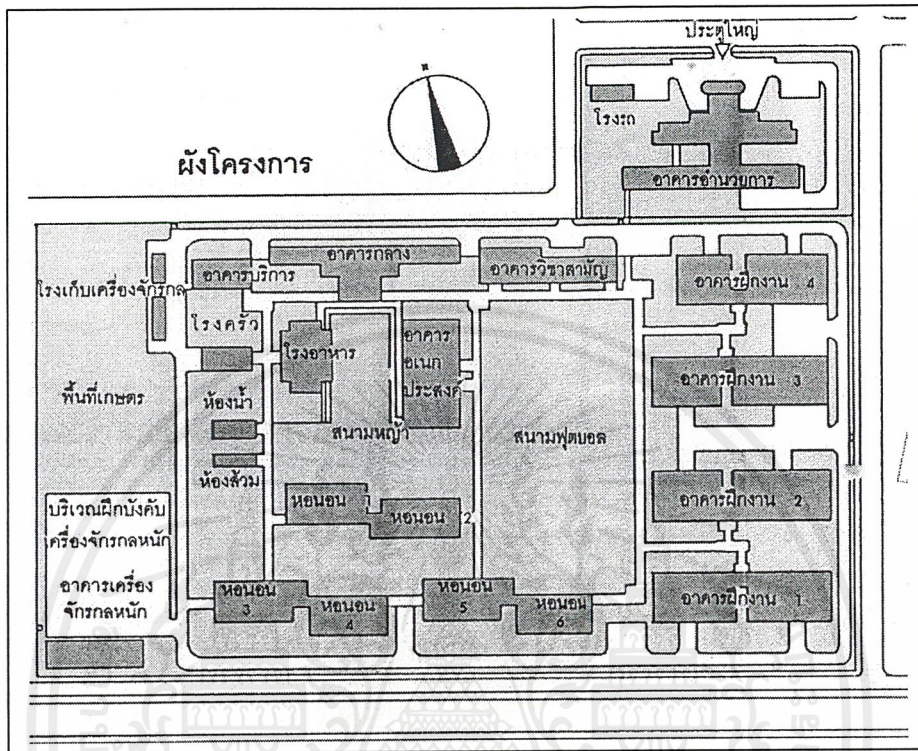 ประตูใหญ่
โรงรถ
อาคารอำนวยการ
ผังโครงการ
อาคารกลาง
อาคารบริการ
อาคารวิชาสามัญ
อาคารฝึกงาน 4
โรงเก็บเครื่องจักรกล
โรงครัว
โรงอาหาร
อาคาร
อเนก
ประสงค์
อาคารฝึกงาน 3
พื้นที่เกษตร
ห้องน้ำ
สนามหญ้า
สนามฟุตบอล
ห้องส้วม
บริเวณฝึกบังคับ
เครื่องจักรกลหนัก
หอนอน 1
หอนอน 2
อาคารฝึกงาน 2
อาคารเครื่อง
จักรกลหนัก
หอนอน
3
หอนอน
4
หอนอน
5
หอนอน
6
อาคารฝึกงาน 1